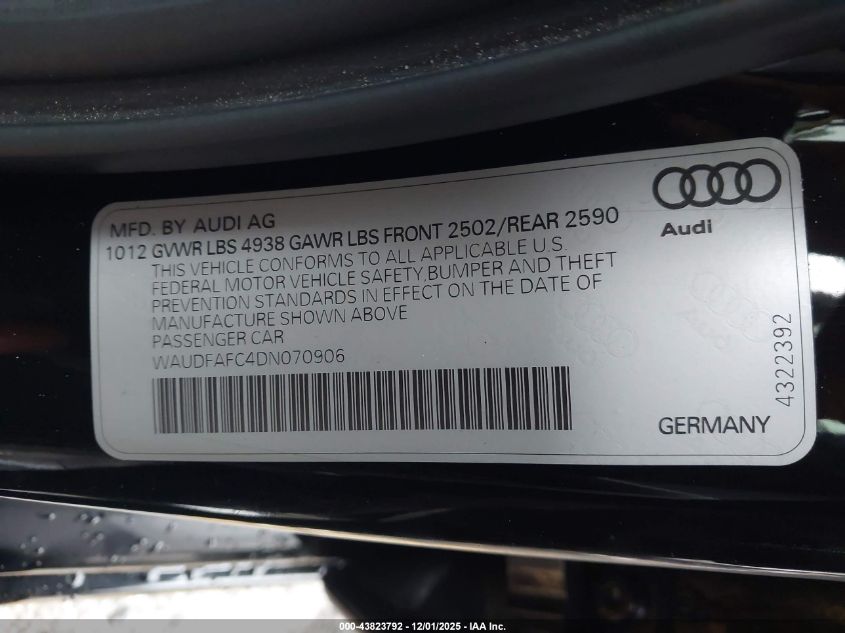 Audi
MFD. BY AUDI AG
1012 GVWR LBS 4938 GAWR LBS FRONT 2502/REAR 2590
THIS VEHICLE CONFORMS TO ALL APPLICABLE U.S.
FEDERAL MOTOR VEHICLE SAFETY,BUMPER AND THEFT
PREVENTION STANDARDS IN EFFECT ON THE DATE OF
MANUFACTURE SHOWN ABOVE
PASSENGER CAR
WAUDFAFC4DN070906
4322392
GERMANY
000-43823792 - 12/01/2025 - IAA Inc.